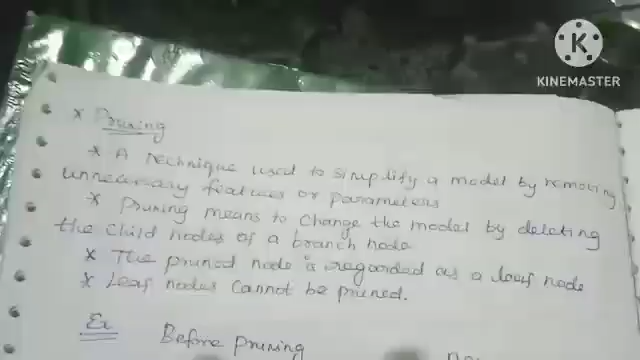 KINEMASTER
* Pruning
* A technique used to simplify a model by removing
unnecessary features or parameters
* Pruning means to change the model by deleting
the child nodes of a branch node
* The pruned node is regarded as a leaf node
* Leaf nodes cannot be pruned.
Ex Before pruning